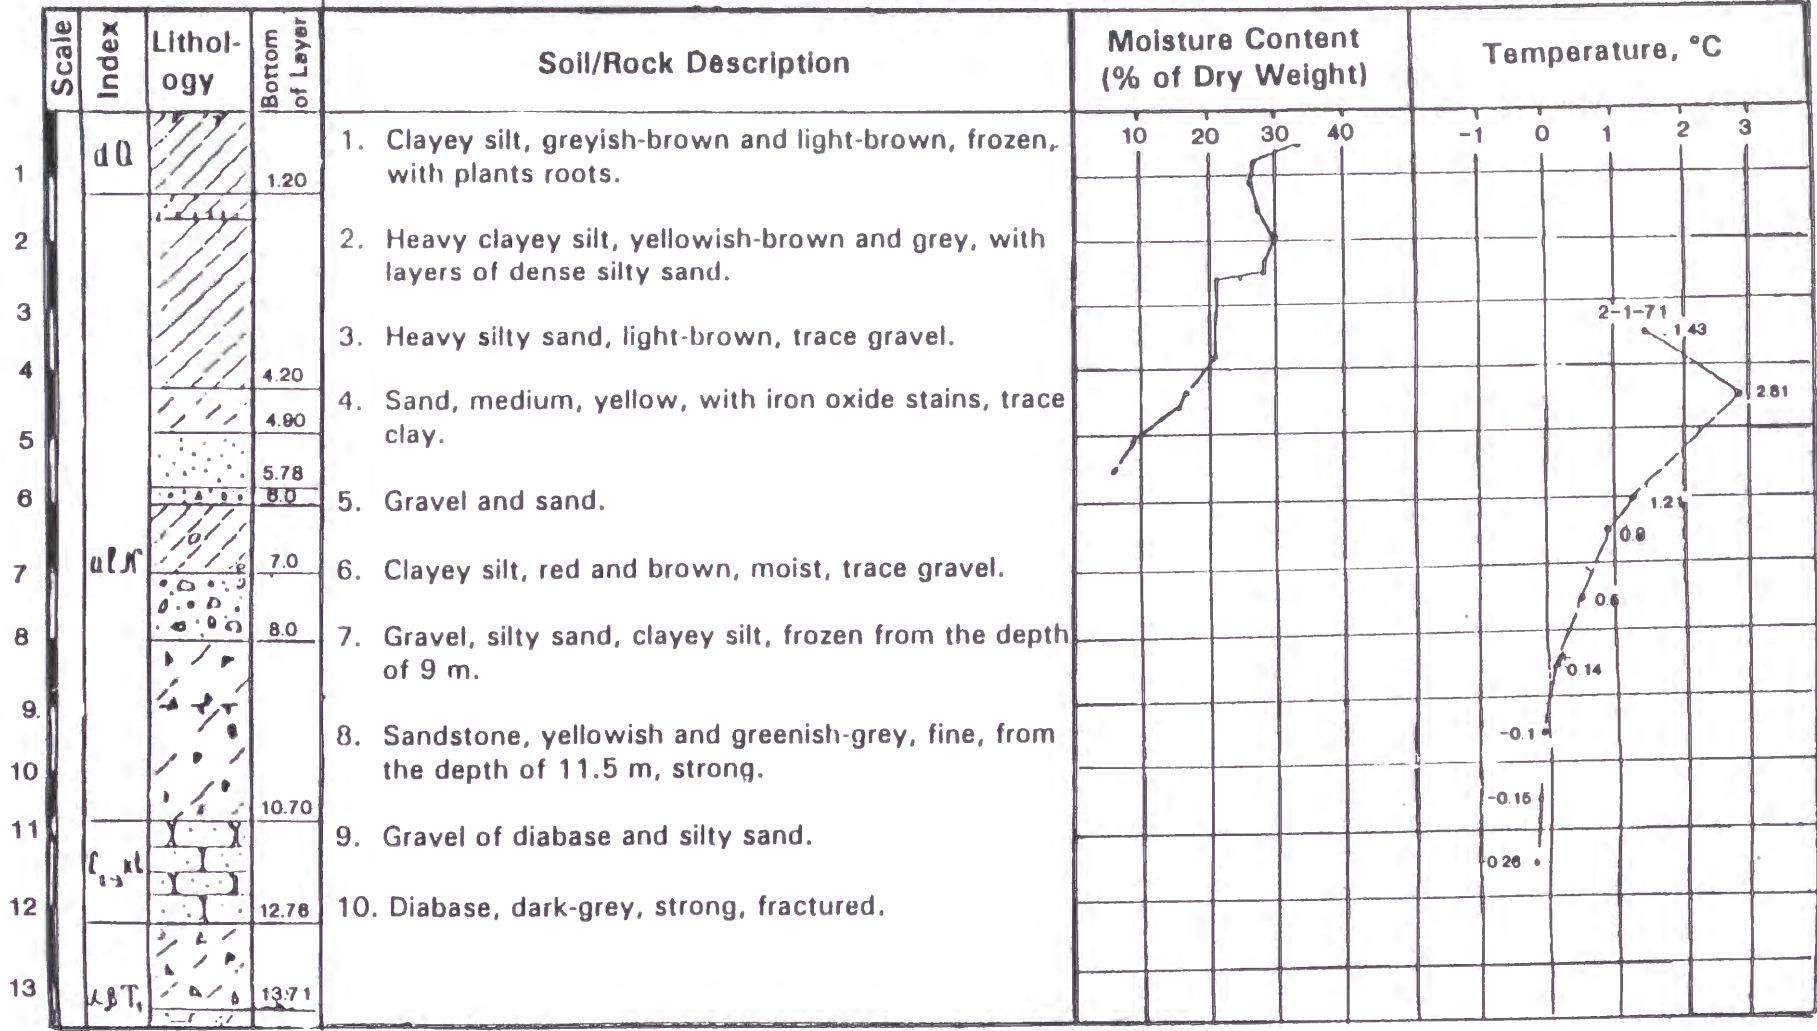 Scale
Index
Lithol-
ogy
Bottom
of Layer
Soil/Rock Description
Moisture Content
(% of Dry Weight)
Temperature, °C
10 20 30 40
-1 0 1 2 3
1
2
3
4
5
6
7
8
9.
10
11
12
13
dQ
1.20
4.20
4.90
5.78
6.0
7.0
8.0
10.70
12.78
13.71
1. Clayey silt, greyish-brown and light-brown, frozen,
with plants roots.
2. Heavy clayey silt, yellowish-brown and grey, with
layers of dense silty sand.
3. Heavy silty sand, light-brown, trace gravel.
4. Sand, medium, yellow, with iron oxide stains, trace
clay.
5. Gravel and sand.
6. Clayey silt, red and brown, moist, trace gravel.
7. Gravel, silty sand, clayey silt, frozen from the depth
of 9 m.
8. Sandstone, yellowish and greenish-grey, fine, from
the depth of 11.5 m, strong.
9. Gravel of diabase and silty sand.
10. Diabase, dark-grey, strong, fractured.
2-1-71
1.43
2.81
1.21
0.9
0.6
0.14
-0.1
-0.15
-0.26